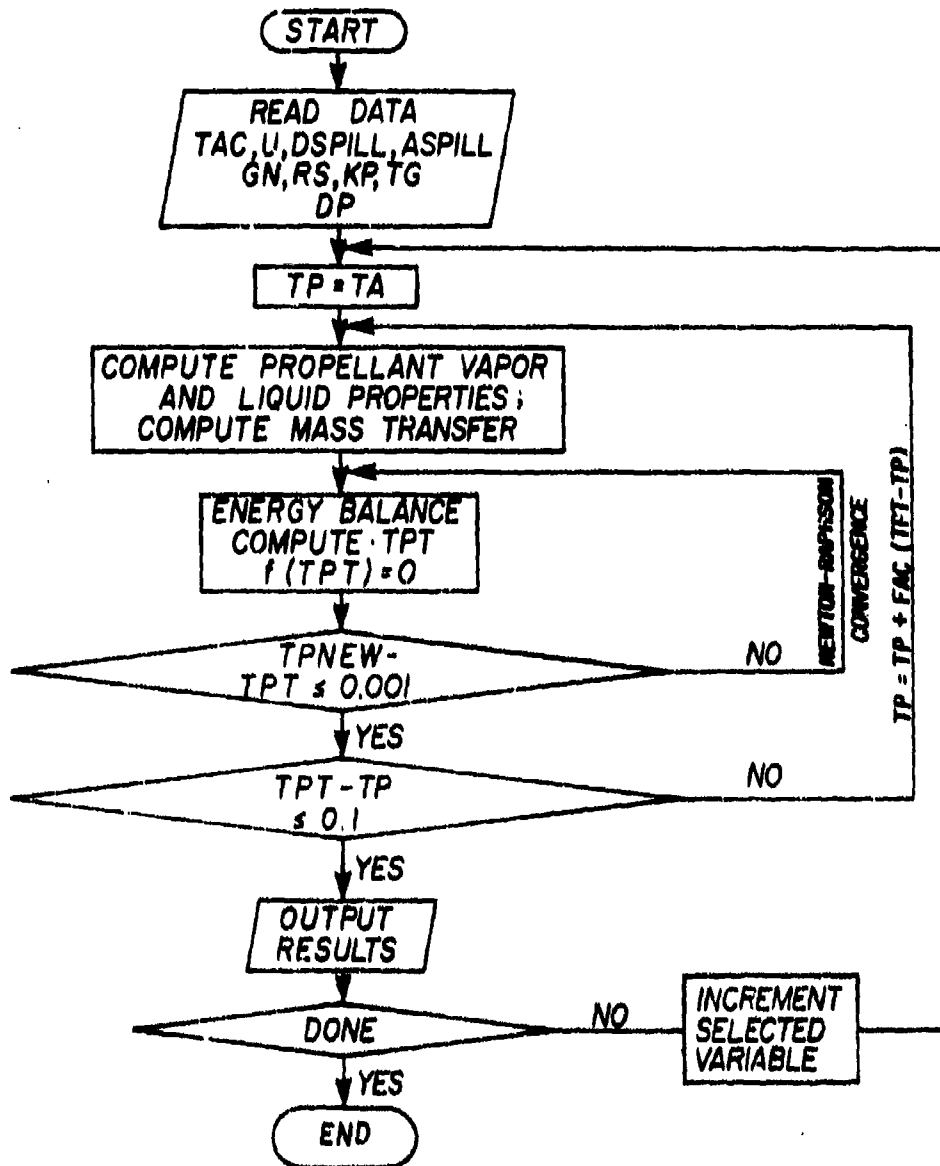 START
READ DATA
TAC, U, DSPILL, ASPILL
GN, RS, KP, TG
DP
TP = TA
COMPUTE PROPELLANT VAPOR
AND LIQUID PROPERTIES;
COMPUTE MASS TRANSFER
ENERGY BALANCE
COMPUTE TPT
f (TPT) = 0
NEWTON-RAPHSON
CONVERGENCE
TP = TP + FAC (TPT-TP)
TPNEW-
TPT ≤ 0.001
NO
YES
TPT - TP
≤ 0.1
NO
YES
OUTPUT
RESULTS
DONE
NO
INCREMENT
SELECTED
VARIABLE
YES
END